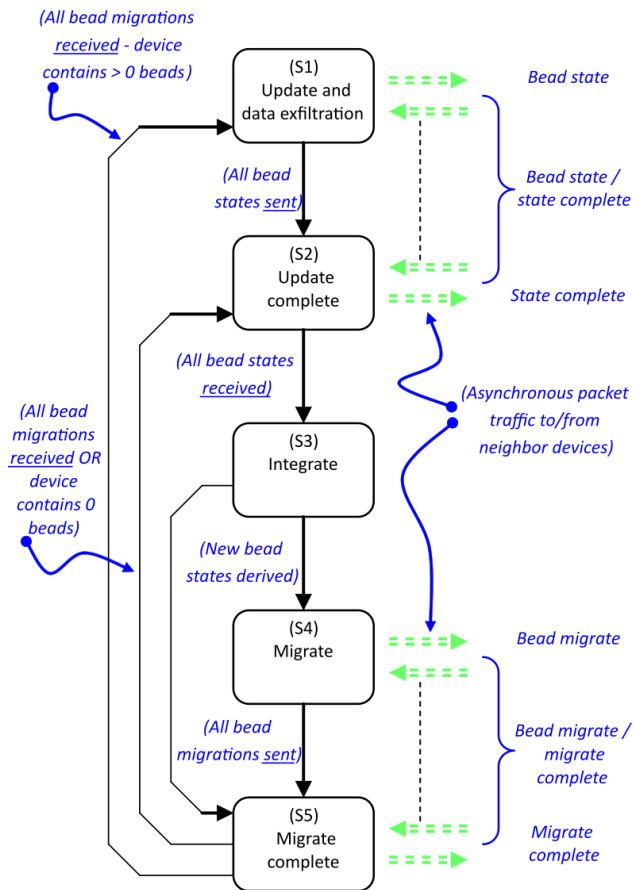 (All bead migrations
received - device
contains > 0 beads)
(S1)
Update and
data exfiltration
Bead state
(All bead
states sent)
Bead state /
state complete
(S2)
Update
complete
State complete
(All bead states
received)
(Asynchronous packet
traffic to/from
neighbor devices)
(All bead
migrations
received OR
device
contains 0
beads)
(S3)
Integrate
(New bead
states derived)
(S4)
Migrate
Bead migrate
(All bead
migrations sent)
Bead migrate /
migrate
complete
(S5)
Migrate
complete
Migrate
complete